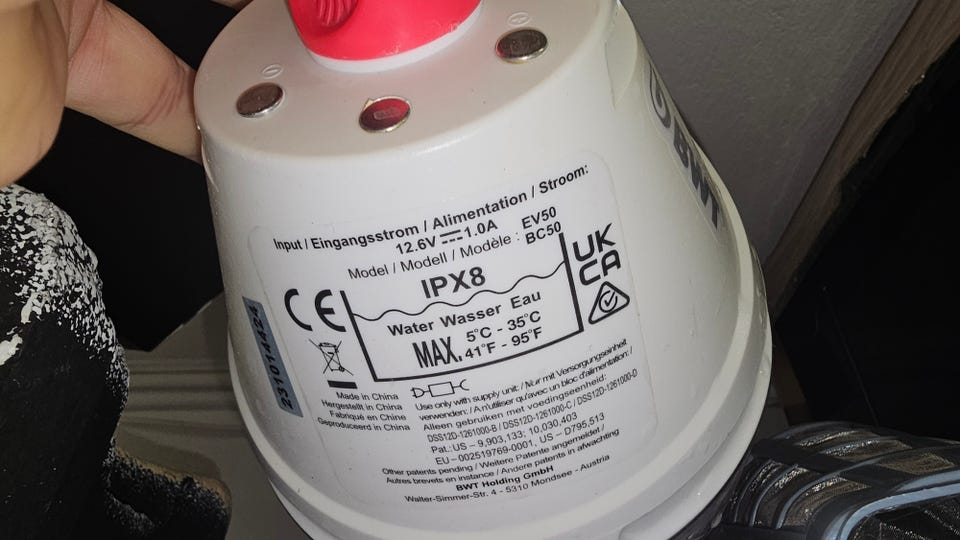 BWT
Input / Eingangsstrom / Alimentation / Stroom:
12.6V 1.0A
Model / Modell / Modèle : EV50
BC50
IPX8
CE
UK
CA
Water Wasser Eau
MAX. 5°C - 35°C
41°F - 95°F
23101424
Made in China
Hergestellt in China
Fabriqué en China
Geproduceerd in China
Use only with supply unit: / Nur mit Versorgungseinheit
verwenden: / An'utiliser qu'avec un bloc d'alimentation: /
Alleen gebruiken met voedingseenheid:
DSS12D-1261000-B / DSS12D-1261000-C / DSS12D-1261000-D
Pat.: US – 9,903,133; 10,030,403
EU – 002519769-0001, US – D795,513
Other patents pending / Weitere Patente angemeldet /
Autres brevets en instance / Andere patents in afwachting
BWT Holding GmbH
Walter-Simmer-Str. 4 - 5310 Mondsee - Austria